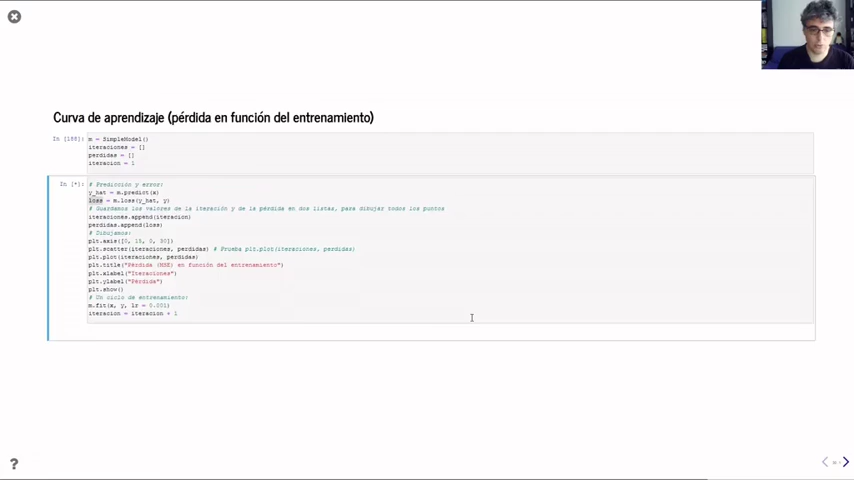 Curva de aprendizaje (pérdida en función del entrenamiento)
In [188]: m = SimpleModel()
iteraciones = []
perdidas = []
iteracion = 1
In [*]: # Predicción y error:
y_hat = m.predict(x)
loss = m.loss(y_hat, y)
# Guardamos los valores de la iteración y de la pérdida en dos listas, para dibujar todos los puntos
iteraciones.append(iteracion)
perdidas.append(loss)
# Dibujamos:
plt.axis([0, 15, 0, 30])
plt.scatter(iteraciones, perdidas) # Prueba plt.plot(iteraciones, perdidas)
plt.plot(iteraciones, perdidas)
plt.title("Pérdida (MSE) en función del entrenamiento")
plt.xlabel("Iteraciones")
plt.ylabel("Pérdida")
plt.show()
# Un ciclo de entrenamiento:
m.fit(x, y, lr = 0.001)
iteracion = iteracion + 1
?